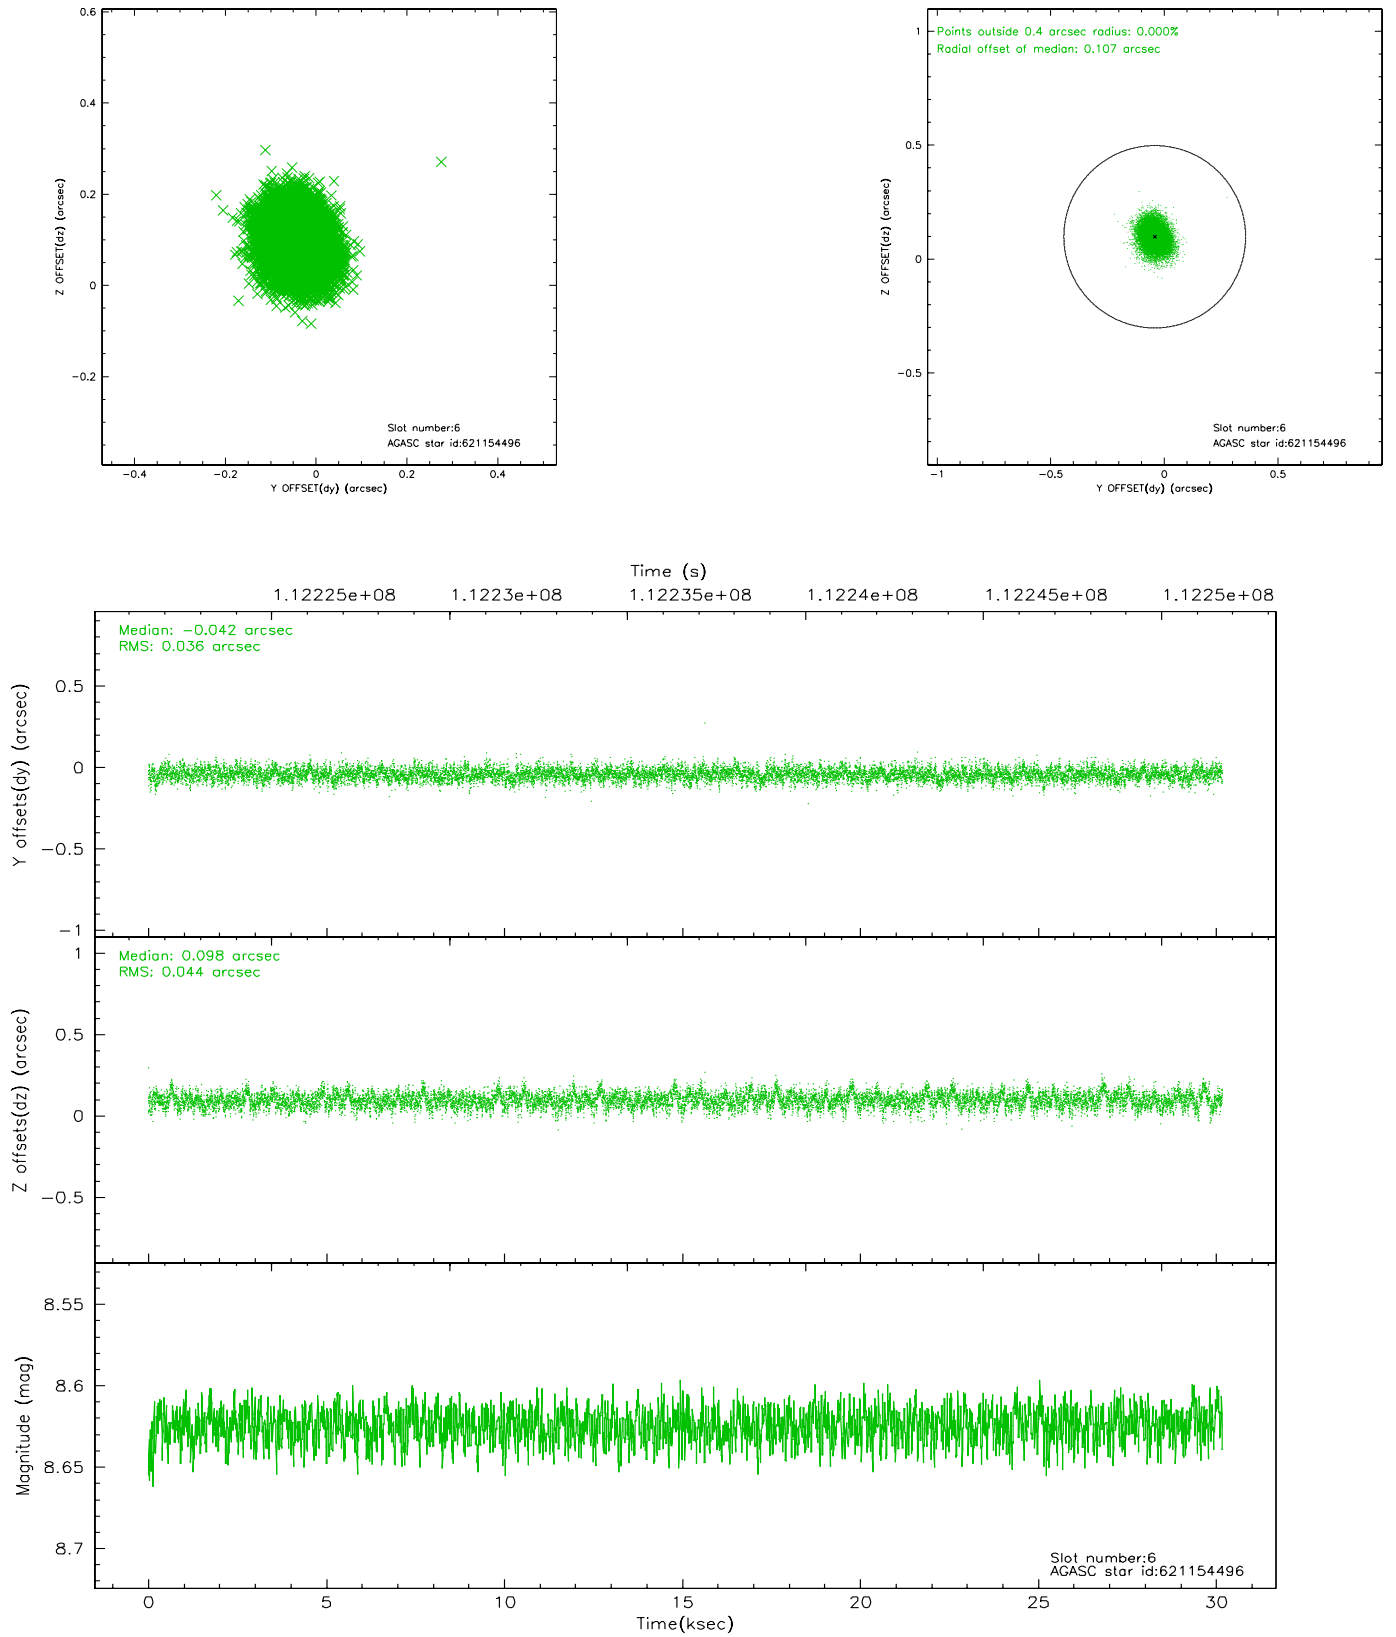 0.6
0.4
0.2
0
−0.2
Z OFFSET(dz) (arcsec)
Slot number:6
AGASC star id:621154496
−0.4 −0.2 0 0.2 0.4
Y OFFSET(dy) (arcsec)
Points outside 0.4 arcsec radius: 0.000%
Radial offset of median: 0.107 arcsec
1
0.5
0
−0.5
Z OFFSET(dz) (arcsec)
Slot number:6
AGASC star id:621154496
−1 −0.5 0 0.5
Y OFFSET(dy) (arcsec)
Time (s)
1.12225e+08 1.1223e+08 1.12235e+08 1.1224e+08 1.12245e+08 1.1225e+08
Median: −0.042 arcsec
RMS: 0.036 arcsec
0.5
0
−0.5
−1
Y offsets(dy) (arcsec)
Median: 0.098 arcsec
RMS: 0.044 arcsec
1
0.5
0
−0.5
Z offsets(dz) (arcsec)
8.55
8.6
8.65
8.7
Magnitude (mag)
Slot number:6
AGASC star id:621154496
0 5 10 15 20 25 30
Time(ksec)